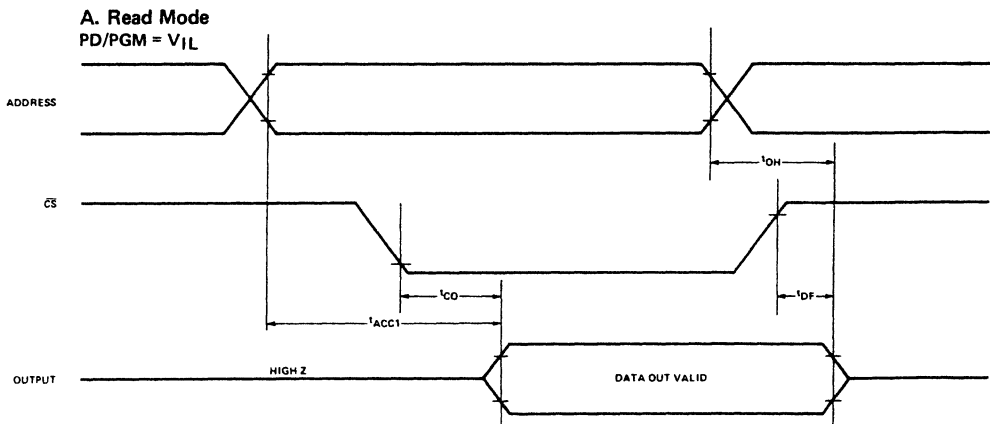 A. Read Mode
PD/PGM = VIL
ADDRESS
tOH
CS
tCO
tDF
tACC1
OUTPUT
HIGH Z
DATA OUT VALID